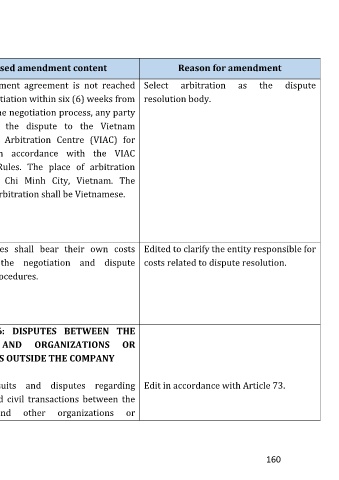 sed amendment content
Reason for amendment
ment agreement is not reached
tiation within six (6) weeks from
he negotiation process, any party
the dispute to the Vietnam
Arbitration Centre (VIAC) for
n accordance with the VIAC
Rules. The place of arbitration
Chi Minh City, Vietnam. The
rbitration shall be Vietnamese.
Select arbitration as the dispute
resolution body.
es shall bear their own costs
the negotiation and dispute
ocedures.
Edited to clarify the entity responsible for
costs related to dispute resolution.
6: DISPUTES BETWEEN THE
AND ORGANIZATIONS OR
S OUTSIDE THE COMPANY
suits and disputes regarding
d civil transactions between the
nd other organizations or
Edit in accordance with Article 73.
160